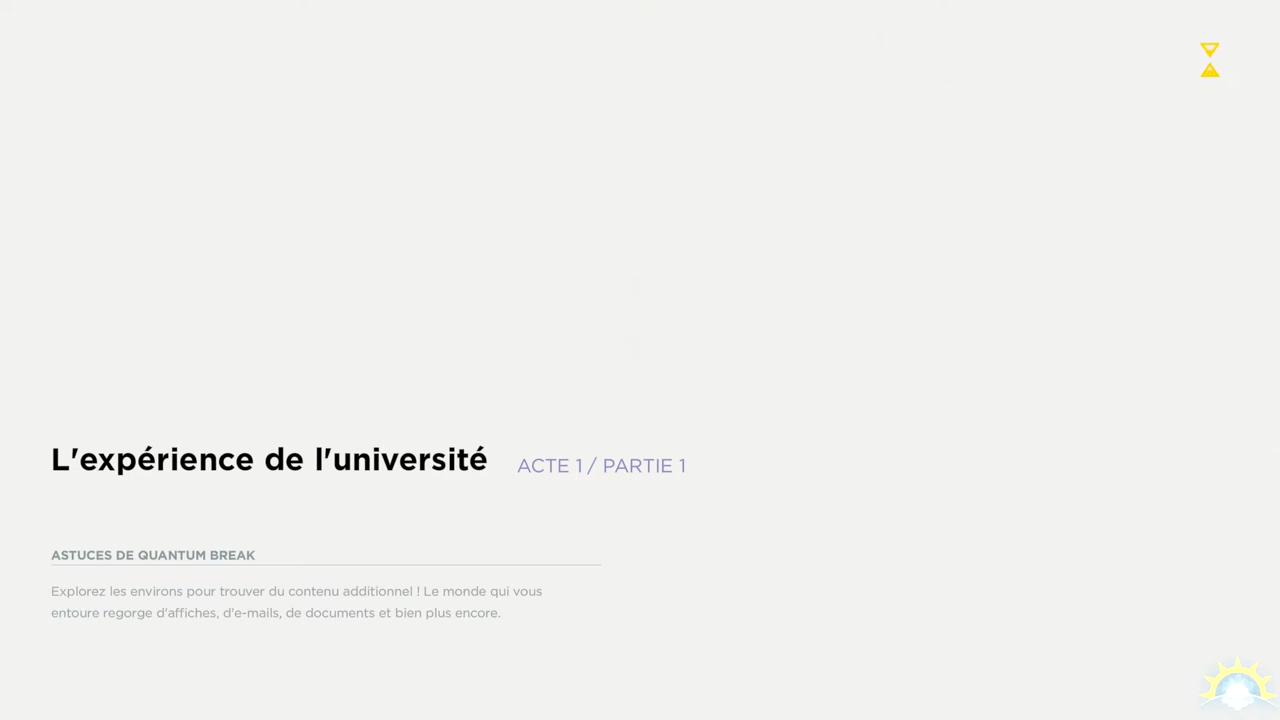 L'expérience de l'université ACTE 1 / PARTIE 1
ASTUCES DE QUANTUM BREAK
Explorez les environs pour trouver du contenu additionnel ! Le monde qui vous
entoure regorge d'affiches, d'e-mails, de documents et bien plus encore.